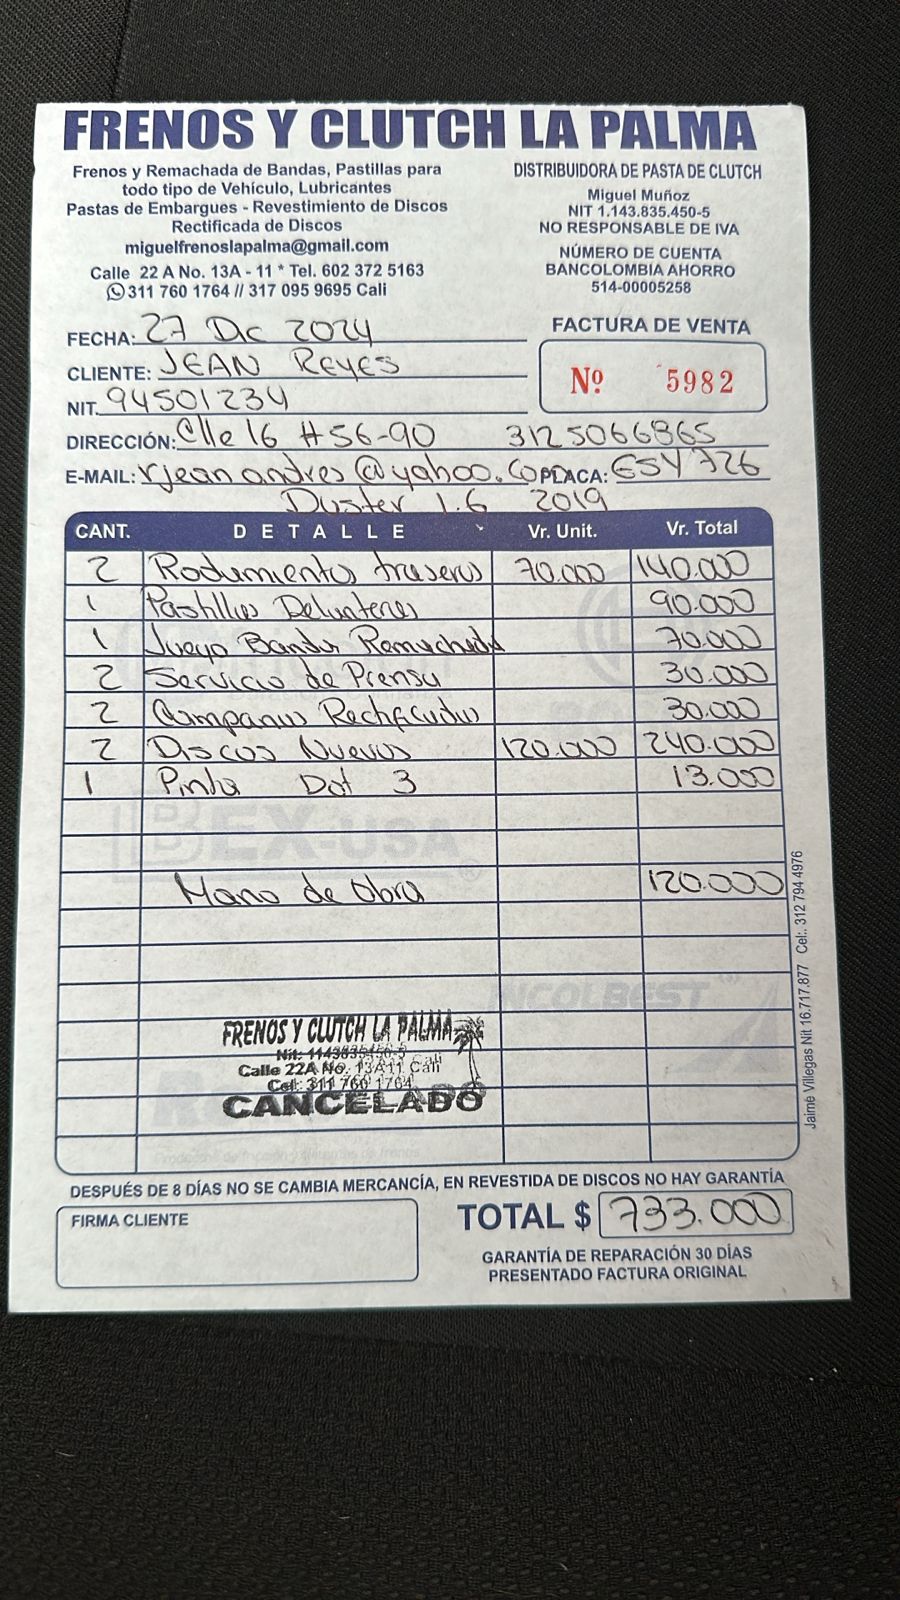 FRENOS Y CLUTCH LA PALMA
Frenos y Remachada de Bandas, Pastillas para
todo tipo de Vehículo, Lubricantes
Pastas de Embargues - Revestimiento de Discos
Rectificada de Discos
miguelfrenoslapalma@gmail.com
Calle 22 A No. 13A - 11 * Tel. 602 372 5163
311 760 1764 // 317 095 9695 Cali
DISTRIBUIDORA DE PASTA DE CLUTCH
Miguel Muñoz
NIT 1.143.835.450-5
NO RESPONSABLE DE IVA
NÚMERO DE CUENTA
BANCOLOMBIA AHORRO
514-00005258
FACTURA DE VENTA
Nº 5982
FECHA: 27 Dic 2024
CLIENTE: JEAN REYES
NIT. 94501234
DIRECCIÓN: Clle 16 #56-90 3125066865
E-MAIL: rjeanandres@yahoo.co PLACA: ESY726
Duster 1.6 2019
CANT. DETALLE Vr. Unit. Vr. Total
2 Rodamientos traseros 70.000 140.000
1 Pastillas Delanteras 90.000
1 Juego Bandas Remachada 70.000
2 Servicio de Prensa 30.000
2 Campanas Rectificadas 30.000
2 Discos Nuevos 120.000 240.000
1 Pinta Dot 3 13.000
BEX-USA
Mano de Obra 120.000
INCOLBEST
FRENOS Y CLUTCH LA PALMA
Nit: 1143835450-5
Calle 22A No. 13A11 Cali
Cel: 311 760 1764
CANCELADO
Jaime Villegas Nit 16.717.877 Cel:. 312 794 4976
DESPUÉS DE 8 DÍAS NO SE CAMBIA MERCANCÍA, EN REVESTIDA DE DISCOS NO HAY GARANTÍA
FIRMA CLIENTE
TOTAL $ 733.000
GARANTÍA DE REPARACIÓN 30 DÍAS
PRESENTADO FACTURA ORIGINAL